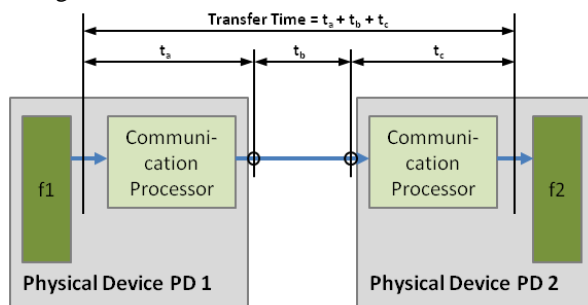 Transfer Time = ta + tb + tc
ta
tb
tc
f1
Communi-
cation
Processor
Communi-
cation
Processor
f2
Physical Device PD 1
Physical Device PD 2